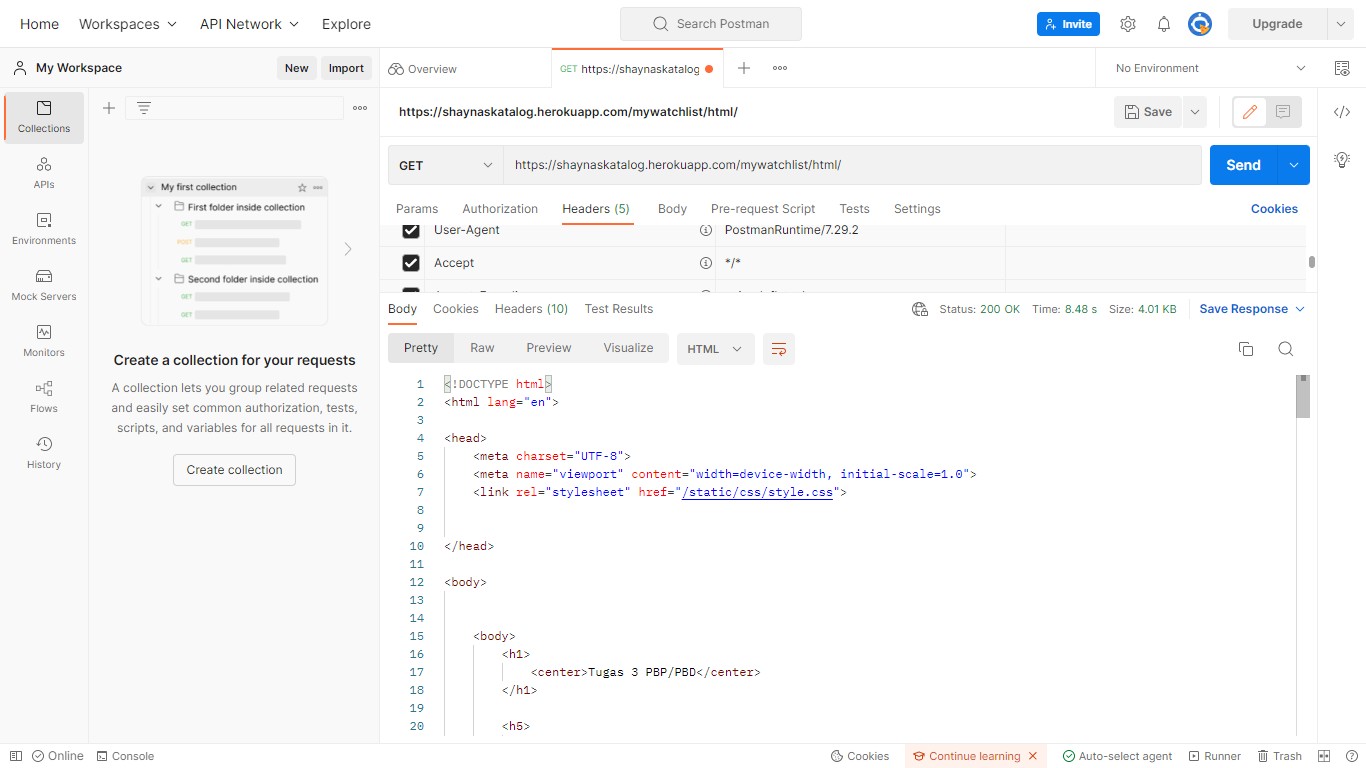 Home Workspaces API Network Explore Search Postman Invite Upgrade
My Workspace New Import Overview GET https://shaynaskatalog No Environment
Collections
APIs
Environments
Mock Servers
Monitors
Flows
History
My first collection
First folder inside collection
GET
POST
GET
Second folder inside collection
GET
GET
Create a collection for your requests
A collection lets you group related requests
and easily set common authorization, tests,
scripts, and variables for all requests in it.
Create collection
https://shaynaskatalog.herokuapp.com/mywatchlist/html/ Save
GET https://shaynaskatalog.herokuapp.com/mywatchlist/html/ Send
Params Authorization Headers (5) Body Pre-request Script Tests Settings Cookies
User-Agent PostmanRuntime/7.29.2
Accept */*
Body Cookies Headers (10) Test Results Status: 200 OK Time: 8.48 s Size: 4.01 KB Save Response
Pretty Raw Preview Visualize HTML
1 <!DOCTYPE html>
2 <html lang="en">
3
4 <head>
5 <meta charset="UTF-8">
6 <meta name="viewport" content="width=device-width, initial-scale=1.0">
7 <link rel="stylesheet" href="/static/css/style.css">
8
9
10 </head>
11
12 <body>
13
14
15 <body>
16 <h1>
17 <center>Tugas 3 PBP/PBD</center>
18 </h1>
19
20 <h5>
Online Console Cookies Continue learning Auto-select agent Runner Trash